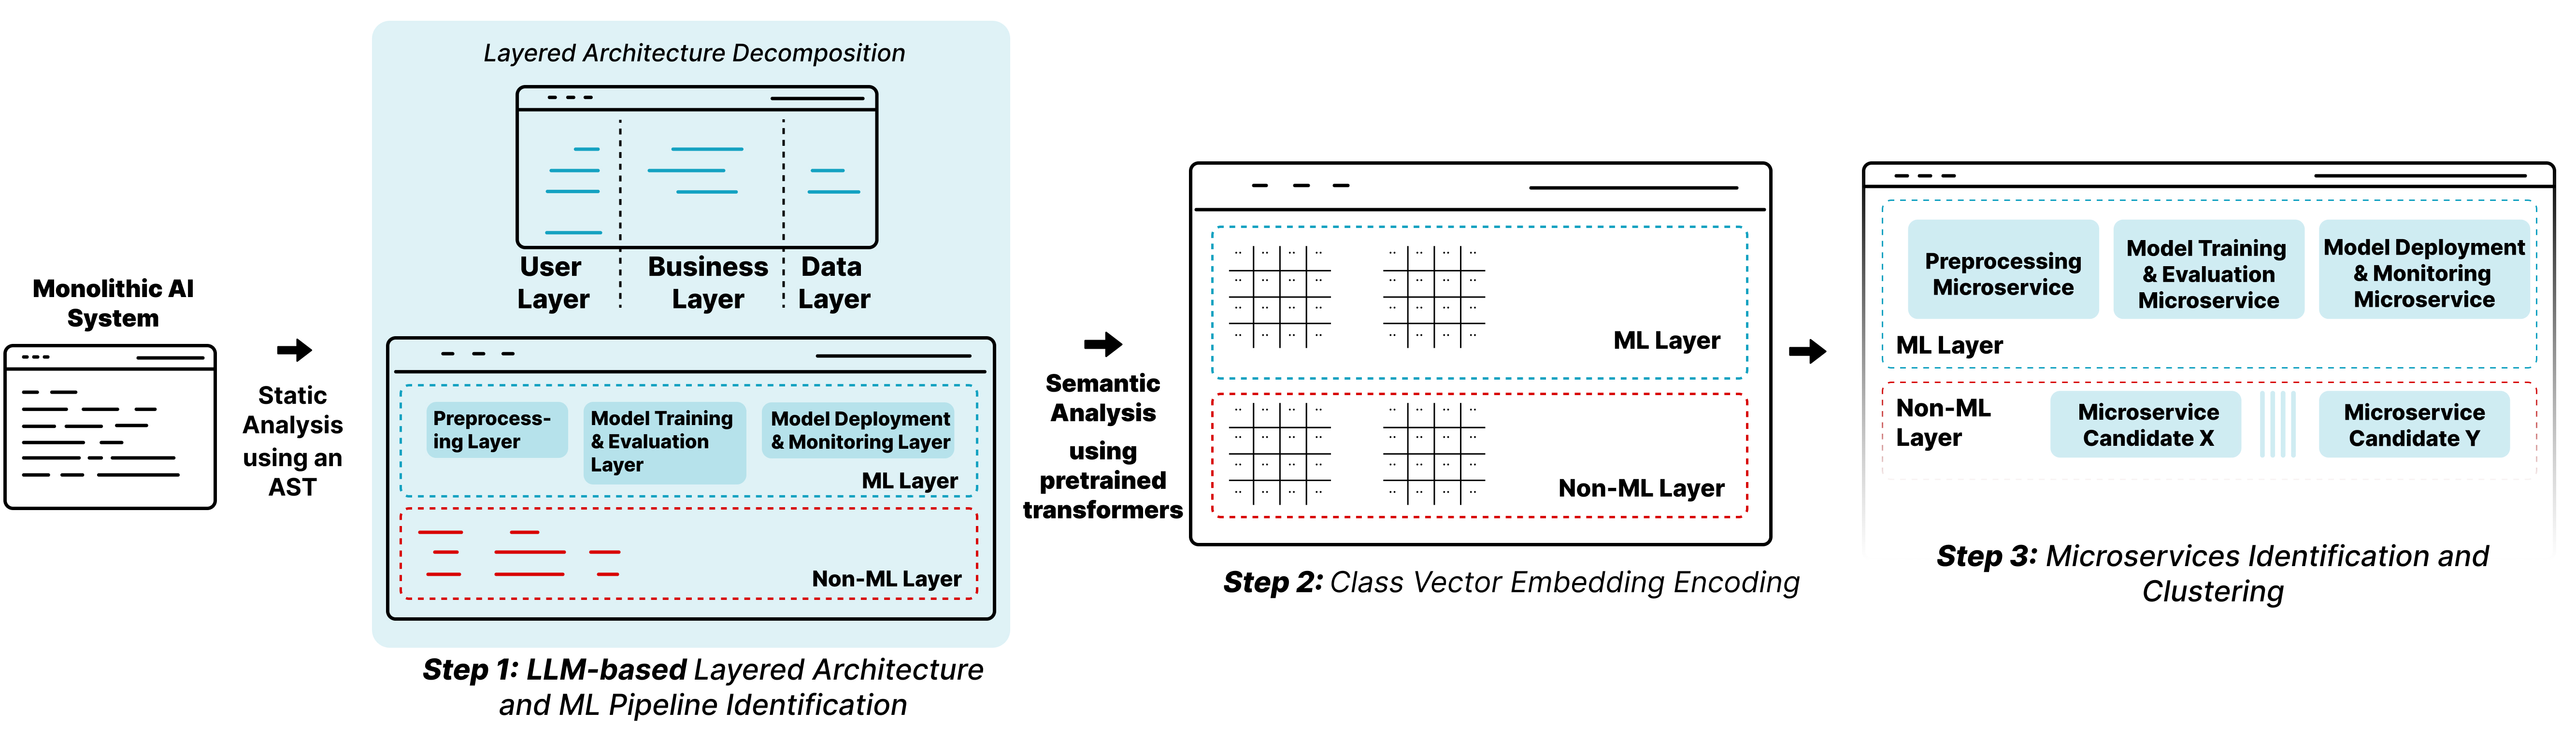 Monolithic AI
System
Static
Analysis
using an
AST
Layered Architecture Decomposition
User
Layer
Business
Layer
Data
Layer
Preprocess-
ing Layer
Model Training
& Evaluation
Layer
Model Deployment
& Monitoring Layer
ML Layer
Non-ML Layer
Step 1: LLM-based Layered Architecture
and ML Pipeline Identification
Semantic
Analysis
using
pretrained
transformers
ML Layer
Non-ML Layer
Step 2: Class Vector Embedding Encoding
Preprocessing
Microservice
Model Training
& Evaluation
Microservice
Model Deployment
& Monitoring
Microservice
ML Layer
Non-ML
Layer
Microservice
Candidate X
Microservice
Candidate Y
Step 3: Microservices Identification and
Clustering